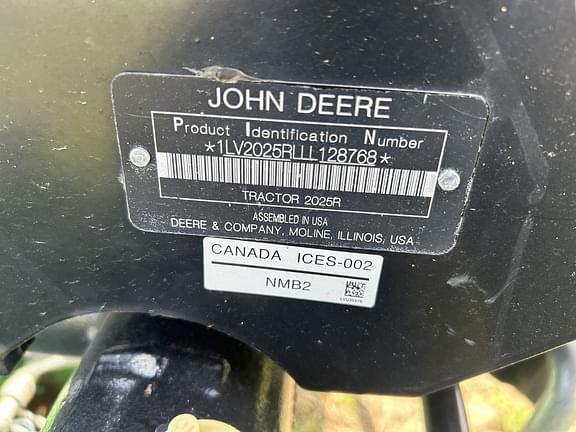 JOHN DEERE
Product Identification Number
*1LV2025RLLL128768*
TRACTOR 2025R
ASSEMBLED IN USA
DEERE & COMPANY, MOLINE, ILLINOIS, USA
CANADA ICES-002
NMB2